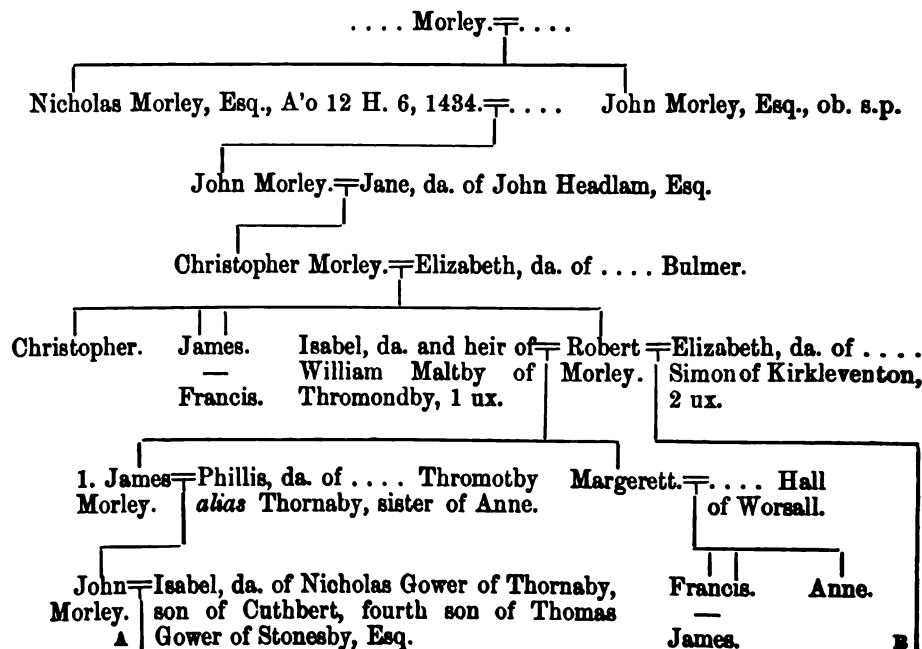 .... Morley. ....
Nicholas Morley, Esq., A'o 12 H. 6, 1434. .... John Morley, Esq., ob. s.p.
John Morley. Jane, da. of John Headlam, Esq.
Christopher Morley. Elizabeth, da. of .... Bulmer.
Christopher.
James.
—
Francis.
Isabel, da. and heir of
William Maltby of
Thromondby, 1 ux.
Robert
Morley.
Elizabeth, da. of ....
Simon of Kirkleventon,
2 ux.
1. James
Morley.
Phillis, da. of .... Thromotby
alias Thornaby, sister of Anne.
Margerett. .... Hall
of Worsall.
John
Morley.
A
Isabel, da. of Nicholas Gower of Thornaby,
son of Cuthbert, fourth son of Thomas
Gower of Stonesby, Esq.
Francis.
—
James.
Anne.
B